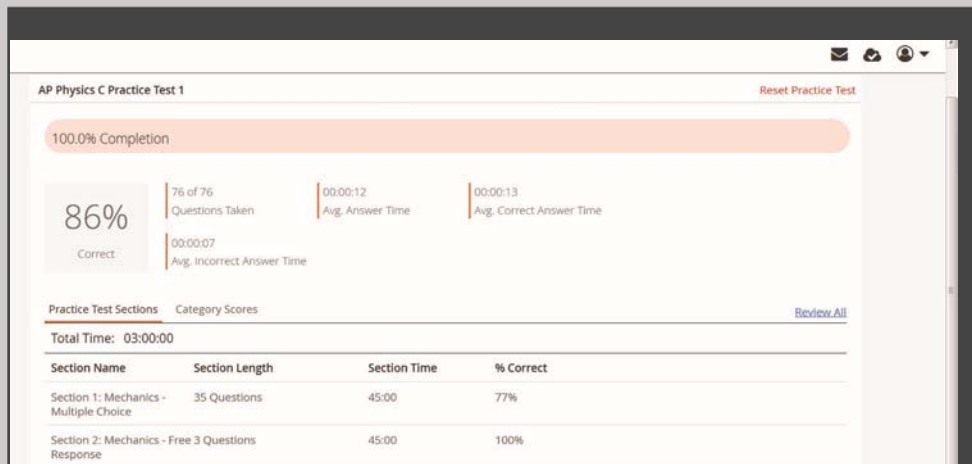 AP Physics C Practice Test 1
Reset Practice Test
100.0% Completion
86%
Correct
76 of 76
Questions Taken
00:00:12
Avg. Answer Time
00:00:13
Avg. Correct Answer Time
00:00:07
Avg. Incorrect Answer Time
Practice Test Sections Category Scores Review All
Total Time: 03:00:00
Section Name Section Length Section Time % Correct
Section 1: Mechanics - 35 Questions 45:00 77%
Multiple Choice
Section 2: Mechanics - Free 3 Questions 45:00 100%
Response